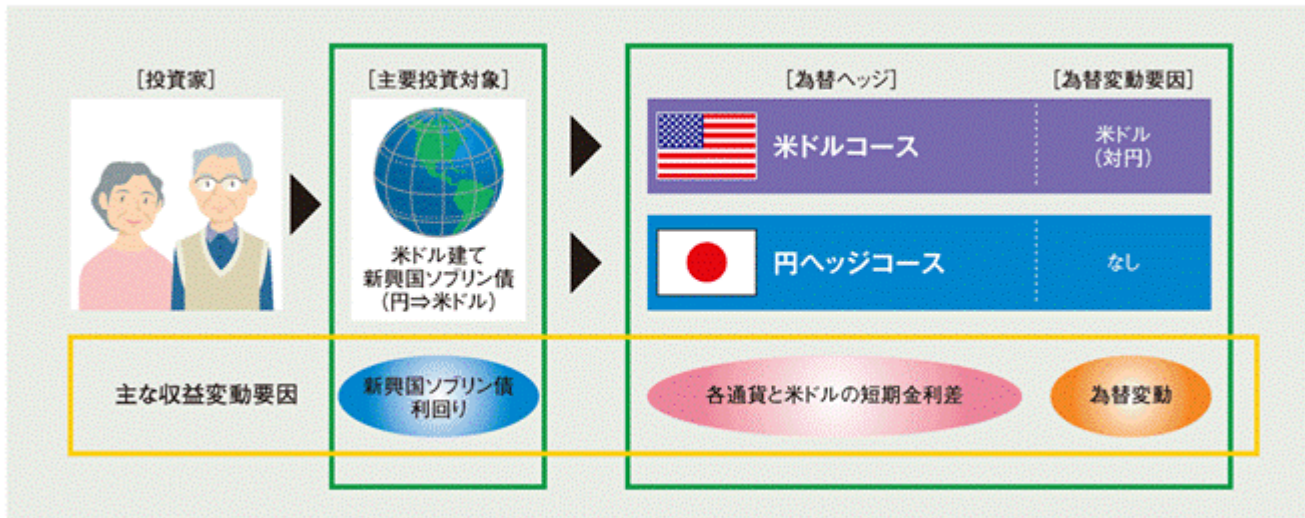 [投資家]
[主要投資対象]
[為替ヘッジ]
[為替変動要因]
米ドル建て
新興国ソブリン債
(円⇒米ドル)
米ドルコース
米ドル
(対円)
円ヘッジコース
なし
主な収益変動要因
新興国ソブリン債
利回り
各通貨と米ドルの短期金利差
為替変動